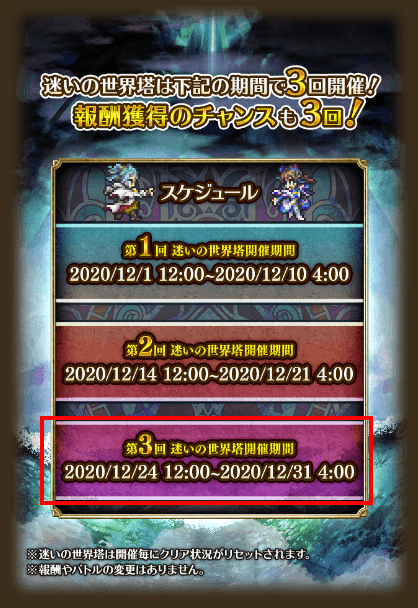 迷いの世界塔は下記の期間で3回開催!
報酬獲得のチャンスも3回!
スケジュール
第1回 迷いの世界塔開催期間
2020/12/1 12:00~2020/12/10 4:00
第2回 迷いの世界塔開催期間
2020/12/14 12:00~2020/12/21 4:00
第3回 迷いの世界塔開催期間
2020/12/24 12:00~2020/12/31 4:00
※迷いの世界塔は開催毎にクリア状況がリセットされます。
※報酬やバトルの変更はありません。